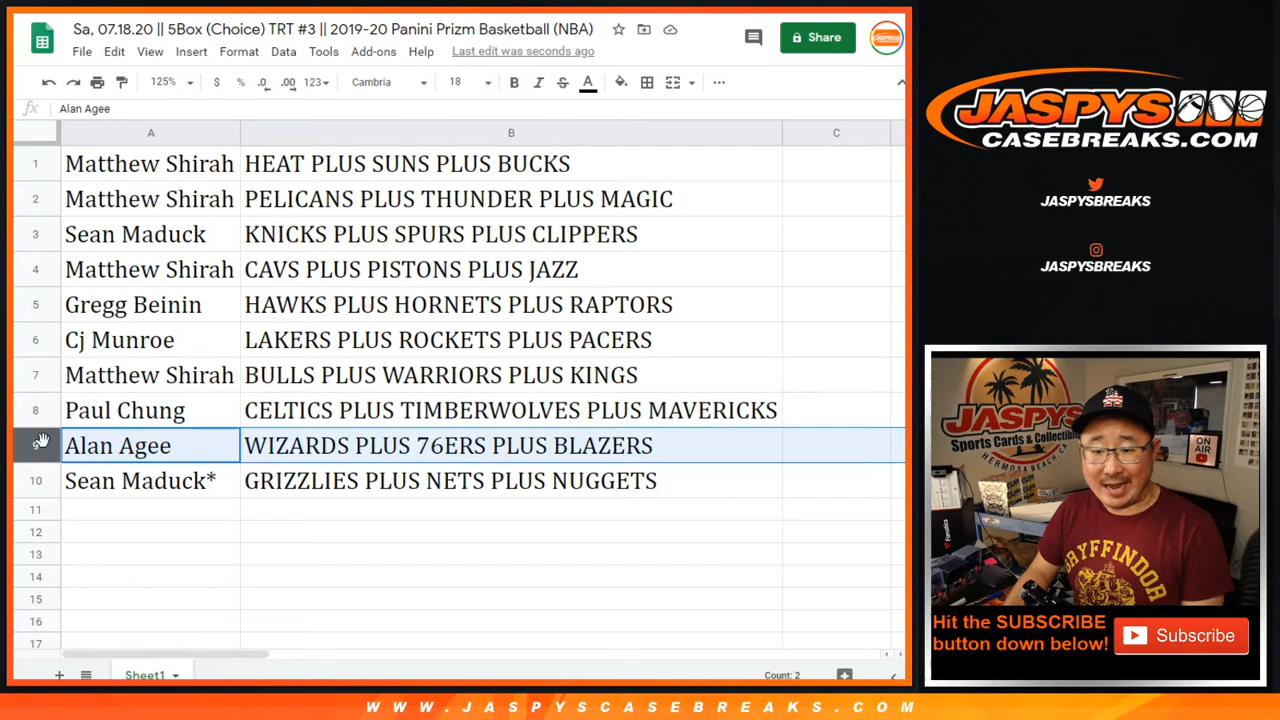 Sa, 07.18.20 || 5Box (Choice) TRT #3 || 2019-20 Panini Prizm Basketball (NBA)
File Edit View Insert Format Data Tools Add-ons Help Last edit was seconds ago
Share
125% $ % .0 .00 123 Cambria 18 B I S A
fx Alan Agee
A B C
1 Matthew Shirah HEAT PLUS SUNS PLUS BUCKS
2 Matthew Shirah PELICANS PLUS THUNDER PLUS MAGIC
3 Sean Maduck KNICKS PLUS SPURS PLUS CLIPPERS
4 Matthew Shirah CAVS PLUS PISTONS PLUS JAZZ
5 Gregg Beinin HAWKS PLUS HORNETS PLUS RAPTORS
6 Cj Munroe LAKERS PLUS ROCKETS PLUS PACERS
7 Matthew Shirah BULLS PLUS WARRIORS PLUS KINGS
8 Paul Chung CELTICS PLUS TIMBERWOLVES PLUS MAVERICKS
9 Alan Agee WIZARDS PLUS 76ERS PLUS BLAZERS
10 Sean Maduck* GRIZZLIES PLUS NETS PLUS NUGGETS
11
12
13
14
15
16
17
Sheet1
Count: 2
JASPYS
CASEBREAKS.COM
JASPYSBREAKS
JASPYSBREAKS
JASPYS
Sports Cards & Collectible
HERMOSA BEACH, CA
ON AIR
Fanatics
GRYFFINDOR
Hit the SUBSCRIBE
button down below!
Subscribe
WWW.JASPYSCASEBREAKS.COM